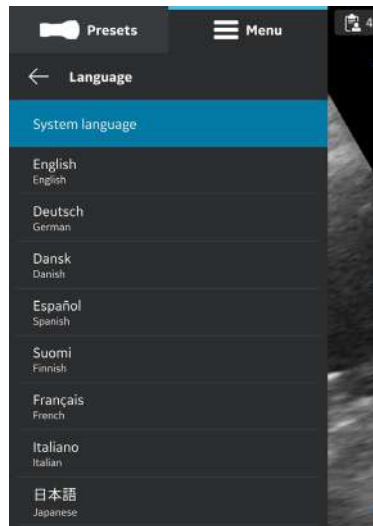 Presets
Menu
4
Language
System language
English
English
Deutsch
German
Dansk
Danish
Español
Spanish
Suomi
Finnish
Français
French
Italiano
Italian
日本語
Japanese